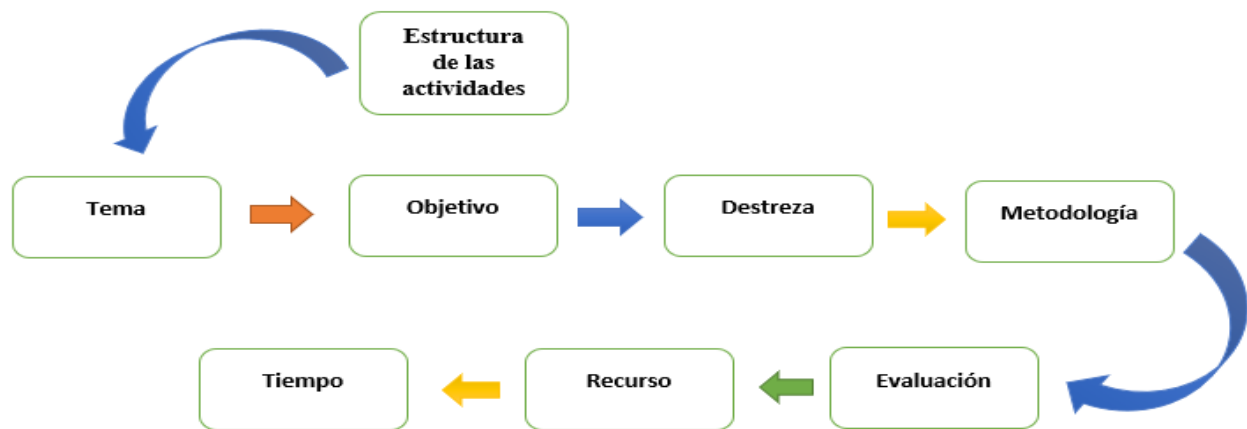 Estructura
de las
actividades
Tema
Objetivo
Destreza
Metodología
Evaluación
Recurso
Tiempo